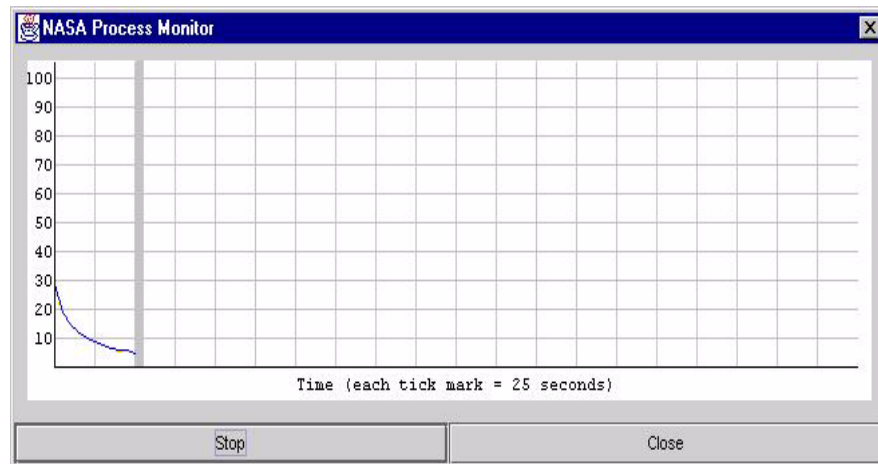 NASA Process Monitor
100
90
80
70
60
50
40
30
20
10
Time (each tick mark = 25 seconds)
Stop
Close